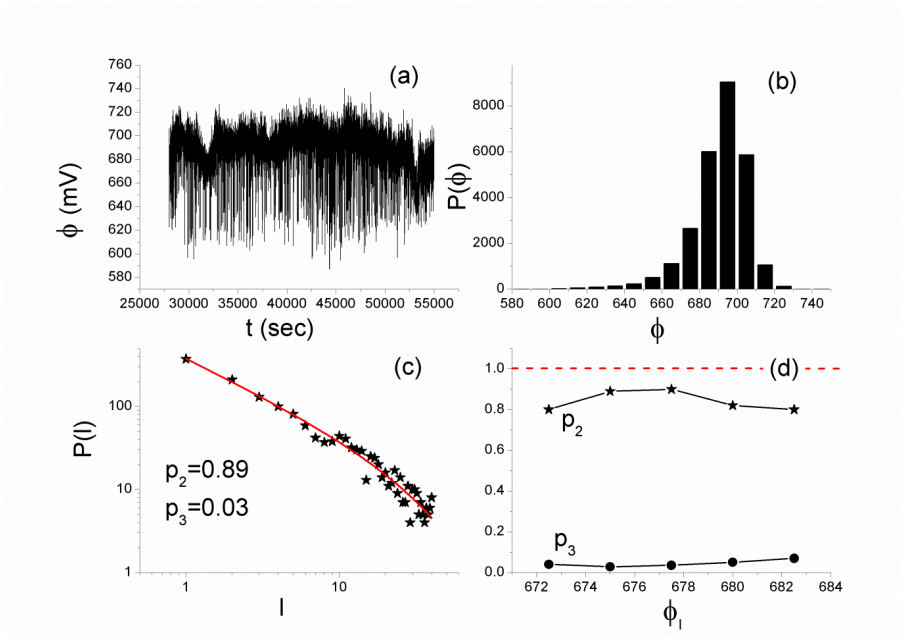 (a)
760
740
720
700
680
660
640
620
600
580
ϕ (mV)
25000 30000 35000 40000 45000 50000 55000
t (sec)
(b)
8000
6000
4000
2000
0
P(ϕ)
580 600 620 640 660 680 700 720 740
ϕ
(c)
100
10
1
P(l)
p2=0.89
p3=0.03
1 10
l
(d)
1.0
0.8
0.6
0.4
0.2
0.0
p2
p3
672 674 676 678 680 682 684
ϕl